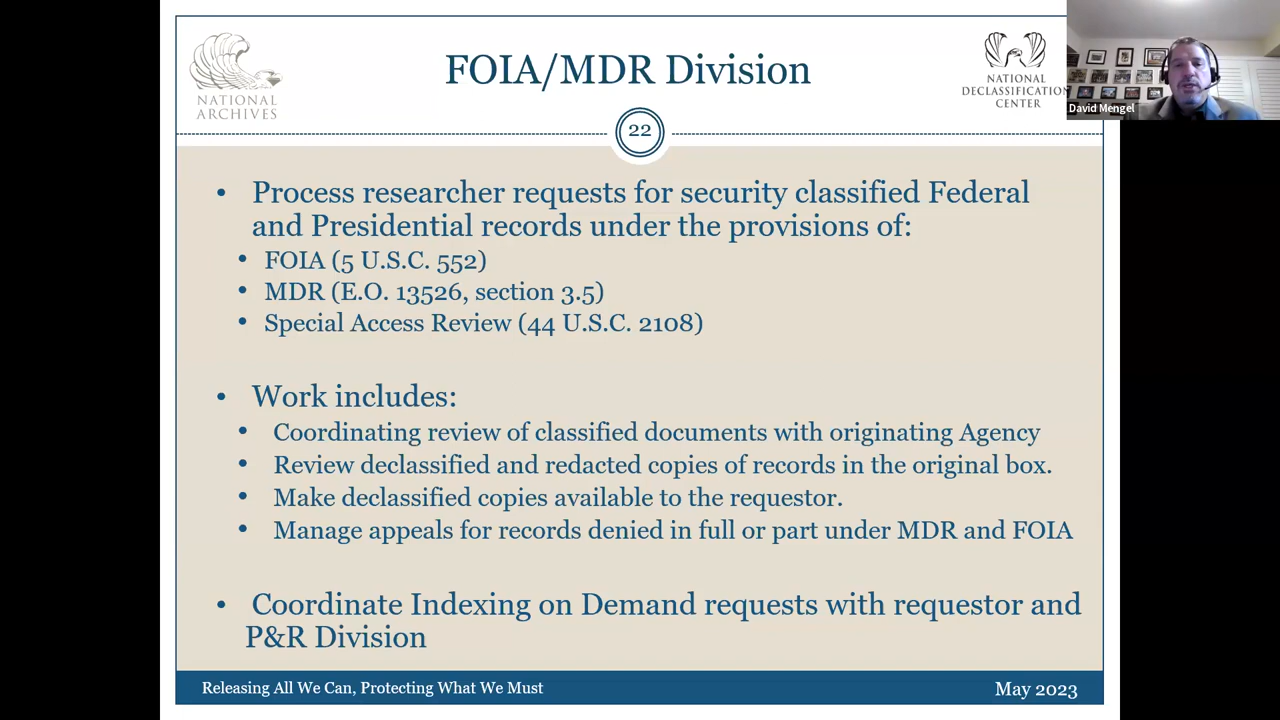 NATIONAL
ARCHIVES
FOIA/MDR Division
NATIONAL
DECLASSIFICATION
CENTER
David Mengel
22
• Process researcher requests for security classified Federal
and Presidential records under the provisions of:
• FOIA (5 U.S.C. 552)
• MDR (E.O. 13526, section 3.5)
• Special Access Review (44 U.S.C. 2108)
• Work includes:
• Coordinating review of classified documents with originating Agency
• Review declassified and redacted copies of records in the original box.
• Make declassified copies available to the requestor.
• Manage appeals for records denied in full or part under MDR and FOIA
• Coordinate Indexing on Demand requests with requestor and
P&R Division
Releasing All We Can, Protecting What We Must
May 2023